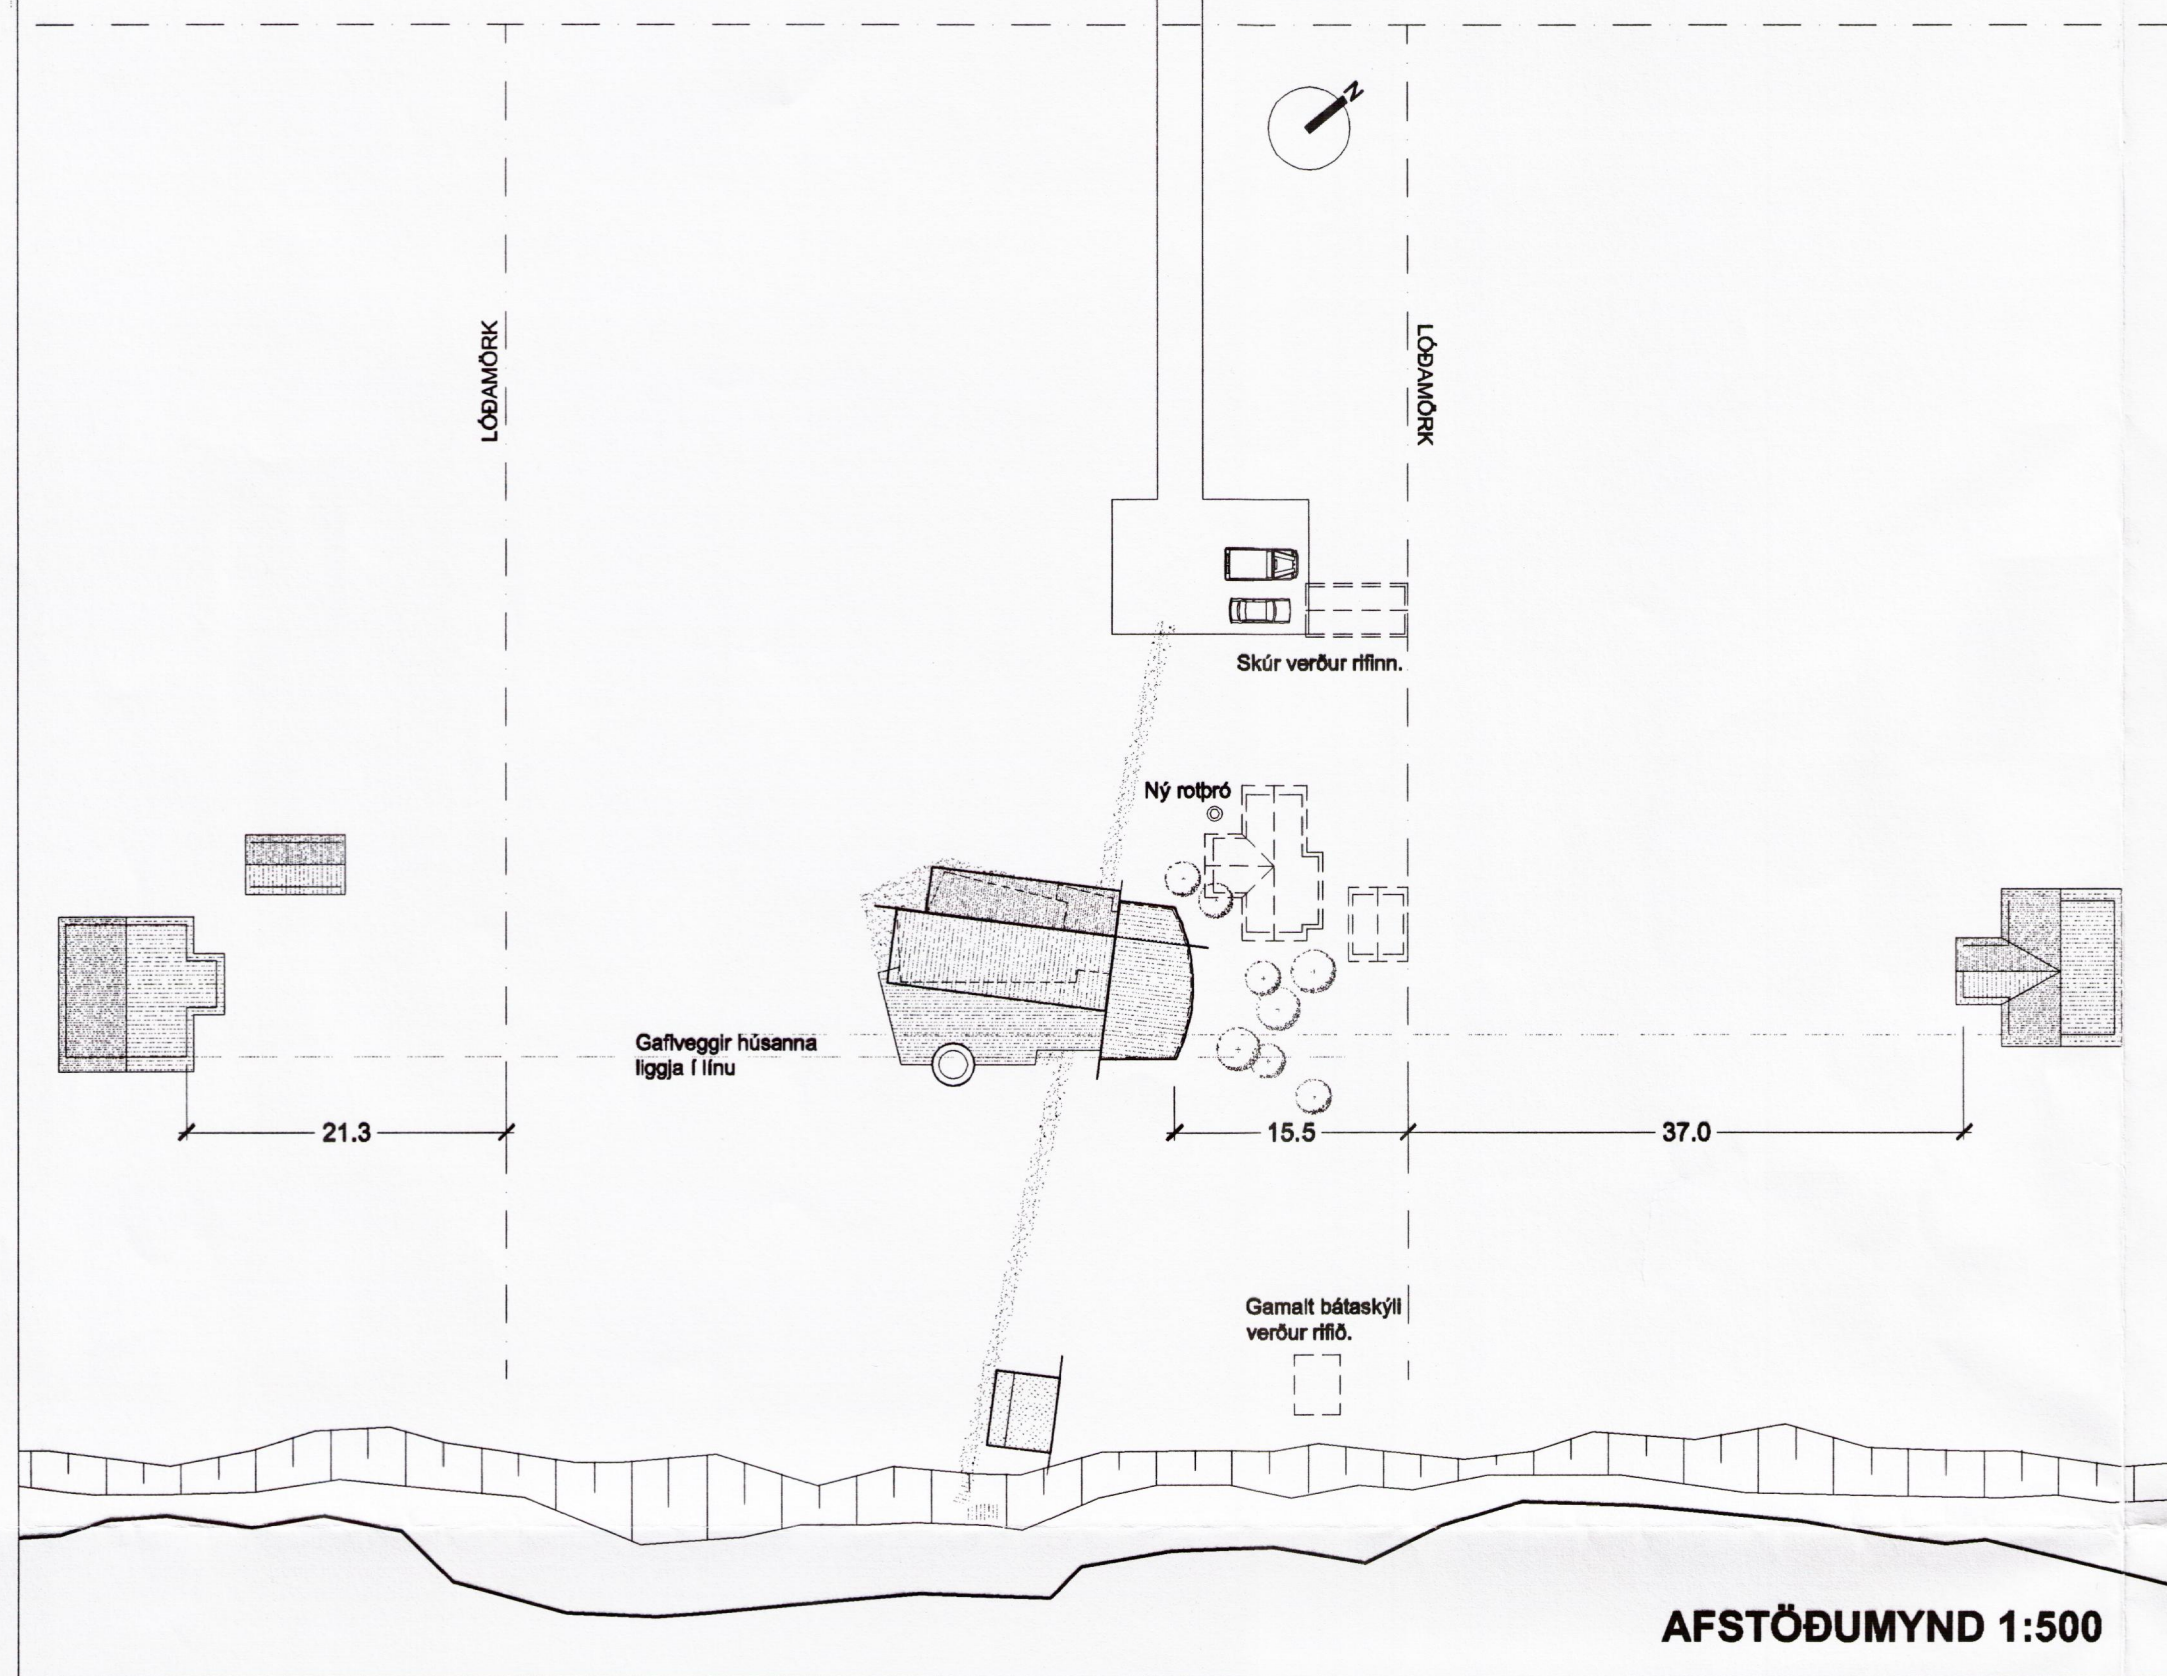 N
LÓÐAMÖRK
LÓÐAMÖRK
Skúr verður rifinn.
Ný rotþró
Gaflveggir húsanna
liggja í línu
21.3
15.5
37.0
Gamalt bátaskýli
verður rifið.
AFSTÖÐUMYND 1:500